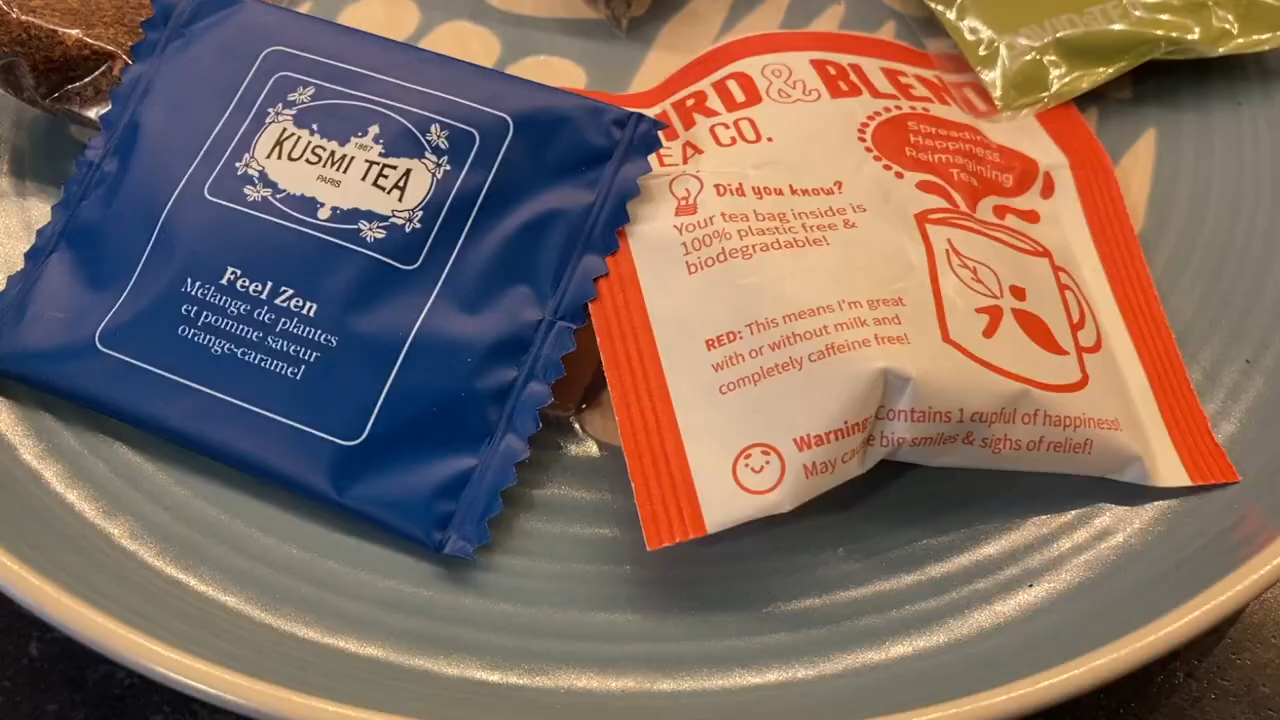 1867
KUSMI TEA
PARIS
Feel Zen
Mélange de plantes
et pomme saveur
orange-caramel
IRD & BLEND
EA CO.
Spreading
Happiness.
Reimagining
Tea.
Did you know?
Your tea bag inside is
100% plastic free &
biodegradable!
RED: This means I'm great
with or without milk and
completely caffeine free!
Warning: Contains 1 cupful of happiness!
May cause big smiles & sighs of relief!